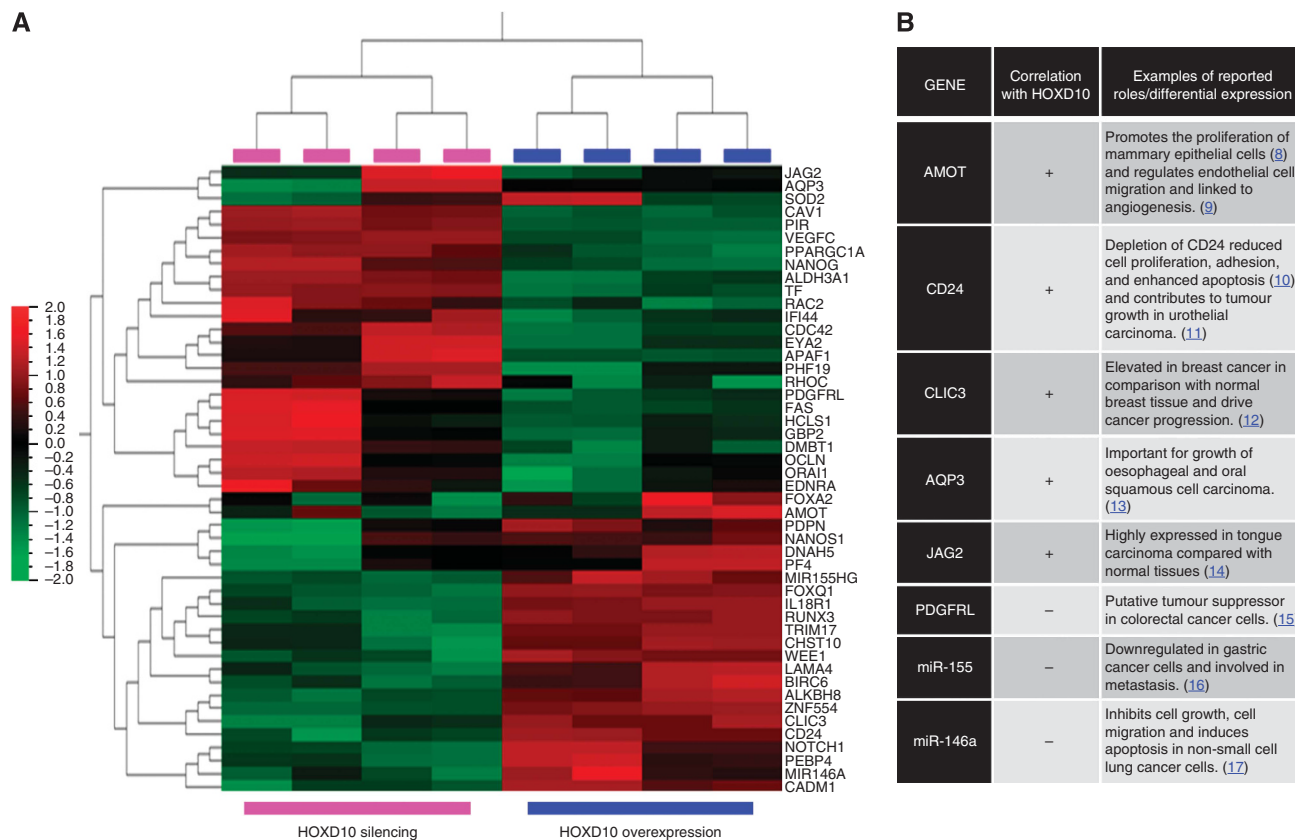 A
JAG2
AQP3
SOD2
CAV1
PIR
VEGFC
PPARGC1A
NANOG
ALDH3A1
TF
RAC2
IFI44
CDC42
EYA2
APAF1
PHF19
RHOC
PDGFRL
FAS
HCLS1
GBP2
DMBT1
OCLN
ORAI1
EDNRA
FOXA2
AMOT
PDPN
NANOS1
DNAH5
PF4
MIR155HG
FOXQ1
IL18R1
RUNX3
TRIM17
CHST10
WEE1
LAMA4
BIRC6
ALKBH8
ZNF554
CLIC3
CD24
NOTCH1
PEBP4
MIR146A
CADM1
2.0
1.8
1.6
1.4
1.2
1.0
0.8
0.6
0.4
0.2
0.0
–0.2
–0.4
–0.6
–0.8
–1.0
–1.2
–1.4
–1.6
–1.8
–2.0
HOXD10 silencing
HOXD10 overexpression
B
GENE
Correlation
with HOXD10
Examples of reported
roles/differential expression
AMOT
+
Promotes the proliferation of
mammary epithelial cells (8)
and regulates endothelial cell
migration and linked to
angiogenesis. (9)
CD24
+
Depletion of CD24 reduced
cell proliferation, adhesion,
and enhanced apoptosis (10)
and contributes to tumour
growth in urothelial
carcinoma. (11)
CLIC3
+
Elevated in breast cancer in
comparison with normal
breast tissue and drive
cancer progression. (12)
AQP3
+
Important for growth of
oesophageal and oral
squamous cell carcinoma.
(13)
JAG2
+
Highly expressed in tongue
carcinoma compared with
normal tissues (14)
PDGFRL
–
Putative tumour suppressor
in colorectal cancer cells. (15)
miR-155
–
Downregulated in gastric
cancer cells and involved in
metastasis. (16)
miR-146a
–
Inhibits cell growth, cell
migration and induces
apoptosis in non-small cell
lung cancer cells. (17)